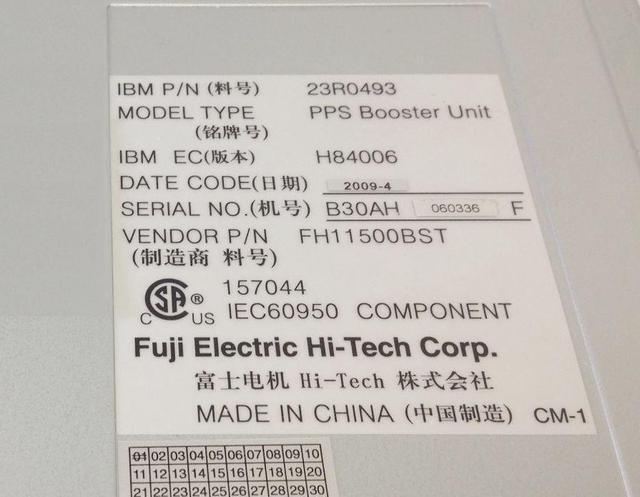 IBM P/N (料号) 23R0493
MODEL TYPE PPS Booster Unit
(铭牌号)
IBM EC(版本) H84006
DATE CODE(日期) 2009-4
SERIAL NO.(机号) B30AH 060336 F
VENDOR P/N FH11500BST
(制造商 料号)
C SA ® US 157044
IEC60950 COMPONENT
Fuji Electric Hi-Tech Corp.
富士电机 Hi-Tech 株式会社
MADE IN CHINA (中国制造) CM-1
01 02 03 04 05 06 07 08 09 10
11 12 13 14 15 16 17 18 19 20
21 22 23 24 25 26 27 28 29 30